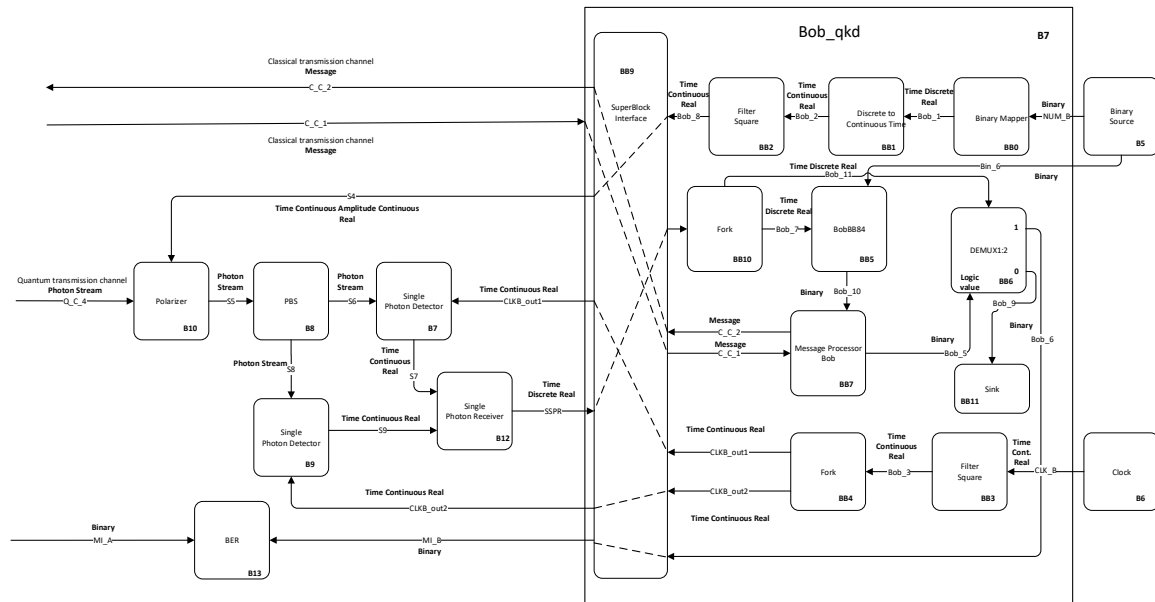 Bob_qkd
B7
Classical transmission channel
Message
C_C_2
C_C_1
Classical transmission channel
Message
BB9
SuperBlock
Interface
Time
Continuous
Real
Bob_8
Filter
Square
BB2
Time
Continuous
Real
Bob_2
Discrete to
Continuous Time
BB1
Time Discrete
Real
Bob_1
Binary Mapper
BB0
Binary
NUM_B
Binary
Source
B5
Time Discrete Real
Bob_11
Bin_6
Binary
S4
Time Continuous Amplitude Continuous
Real
Fork
BB10
Time
Discrete Real
Bob_7
BobBB84
BB5
1
DEMUX1:2
0
BB6
Logic
value
Quantum transmission channel
Photon Stream
Q_C_4
Polarizer
B10
Photon
Stream
S5
PBS
B8
Photon
Stream
S6
Single
Photon Detector
B7
Time Continuous Real
CLKB_out1
Binary
Bob_10
Bob_9
Binary
Bob_6
Message
C_C_2
Message
C_C_1
Message Processor
Bob
BB7
Binary
Bob_5
Sink
BB11
Photon Stream
S8
Time
Continuous
Real
S7
Single
Photon Receiver
B12
Time
Discrete Real
SSPR
Single
Photon Detector
B9
Time Continuous Real
S9
Time Continuous Real
CLKB_out1
Fork
BB4
Time
Continuous
Real
Bob_3
Filter
Square
BB3
Time
Cont.
Real
CLK_B
Clock
B6
Time Continuous Real
CLKB_out2
CLKB_out2
Time Continuous Real
Binary
MI_A
BER
B13
MI_B
Binary